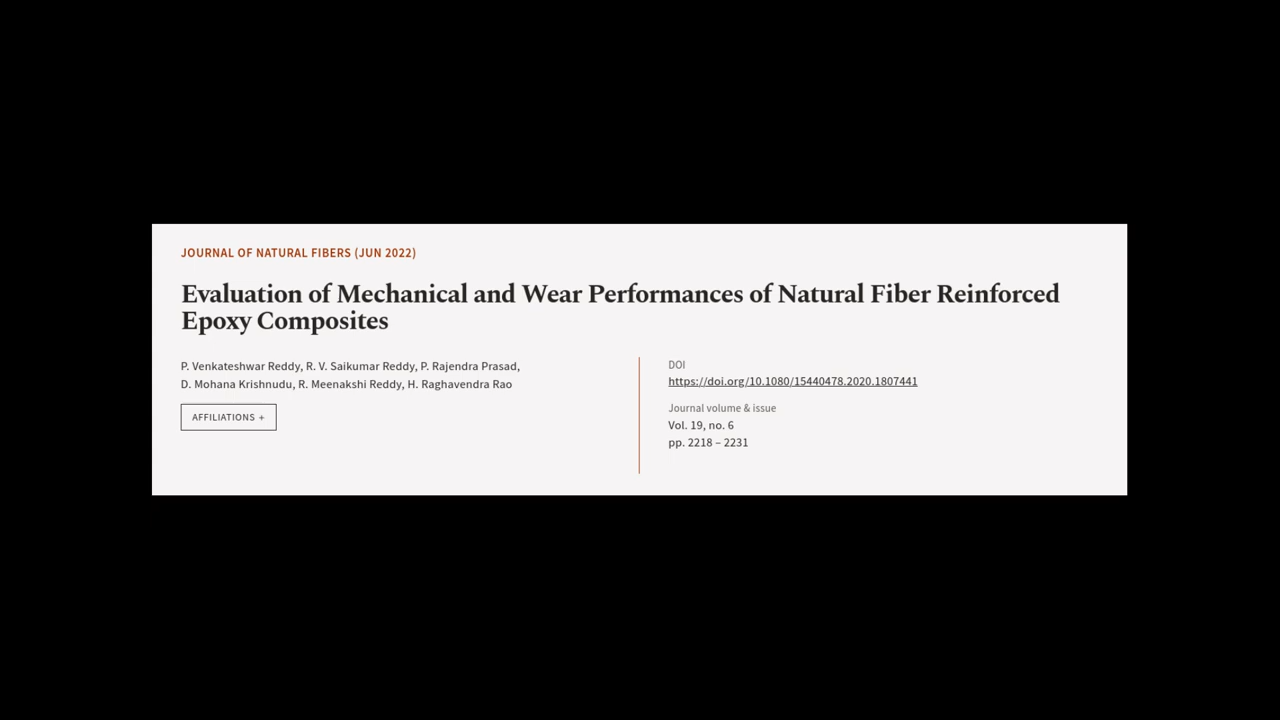 JOURNAL OF NATURAL FIBERS (JUN 2022)
Evaluation of Mechanical and Wear Performances of Natural Fiber Reinforced
Epoxy Composites
P. Venkateshwar Reddy, R. V. Saikumar Reddy, P. Rajendra Prasad,
D. Mohana Krishnudu, R. Meenakshi Reddy, H. Raghavendra Rao
AFFILIATIONS +
DOI
https://doi.org/10.1080/15440478.2020.1807441
Journal volume & issue
Vol. 19, no. 6
pp. 2218 – 2231